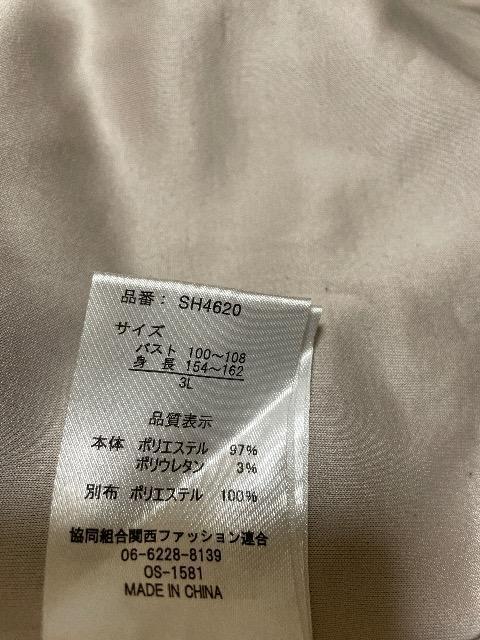 品番： SH4620
サイズ
バスト 100～108
身 長 154～162
3L
品質表示
本体 ポリエステル 97%
ポリウレタン 3%
別布 ポリエステル 100%
協同組合関西ファッション連合
06-6228-8139
OS-1581
MADE IN CHINA